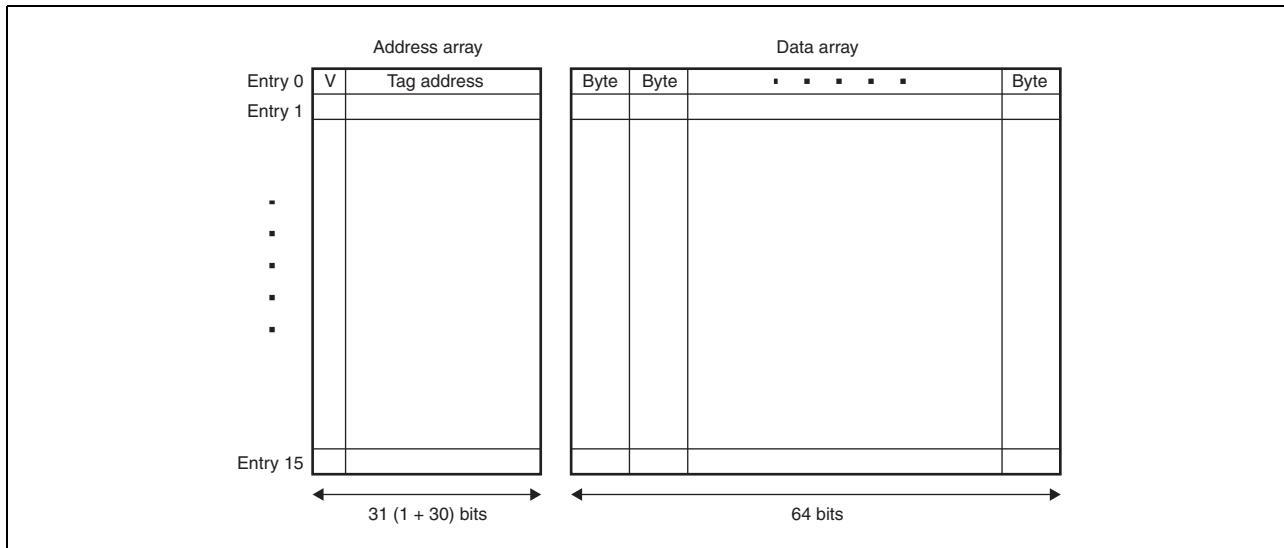 Address array
Data array
Entry 0 V Tag address Byte Byte ..... Byte
Entry 1
Entry 15
31 (1 + 30) bits
64 bits